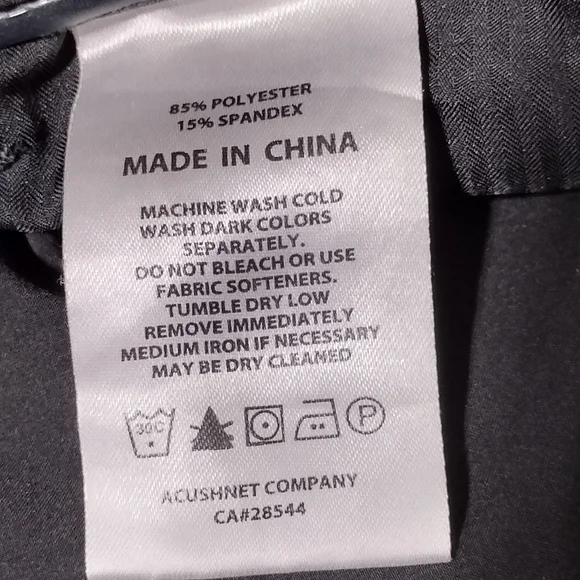 85% POLYESTER
15% SPANDEX
MADE IN CHINA
MACHINE WASH COLD
WASH DARK COLORS
SEPARATELY.
DO NOT BLEACH OR USE
FABRIC SOFTENERS.
TUMBLE DRY LOW
REMOVE IMMEDIATELY
MEDIUM IRON IF NECESSARY
MAY BE DRY CLEANED
30C P
ACUSHNET COMPANY
CA#28544